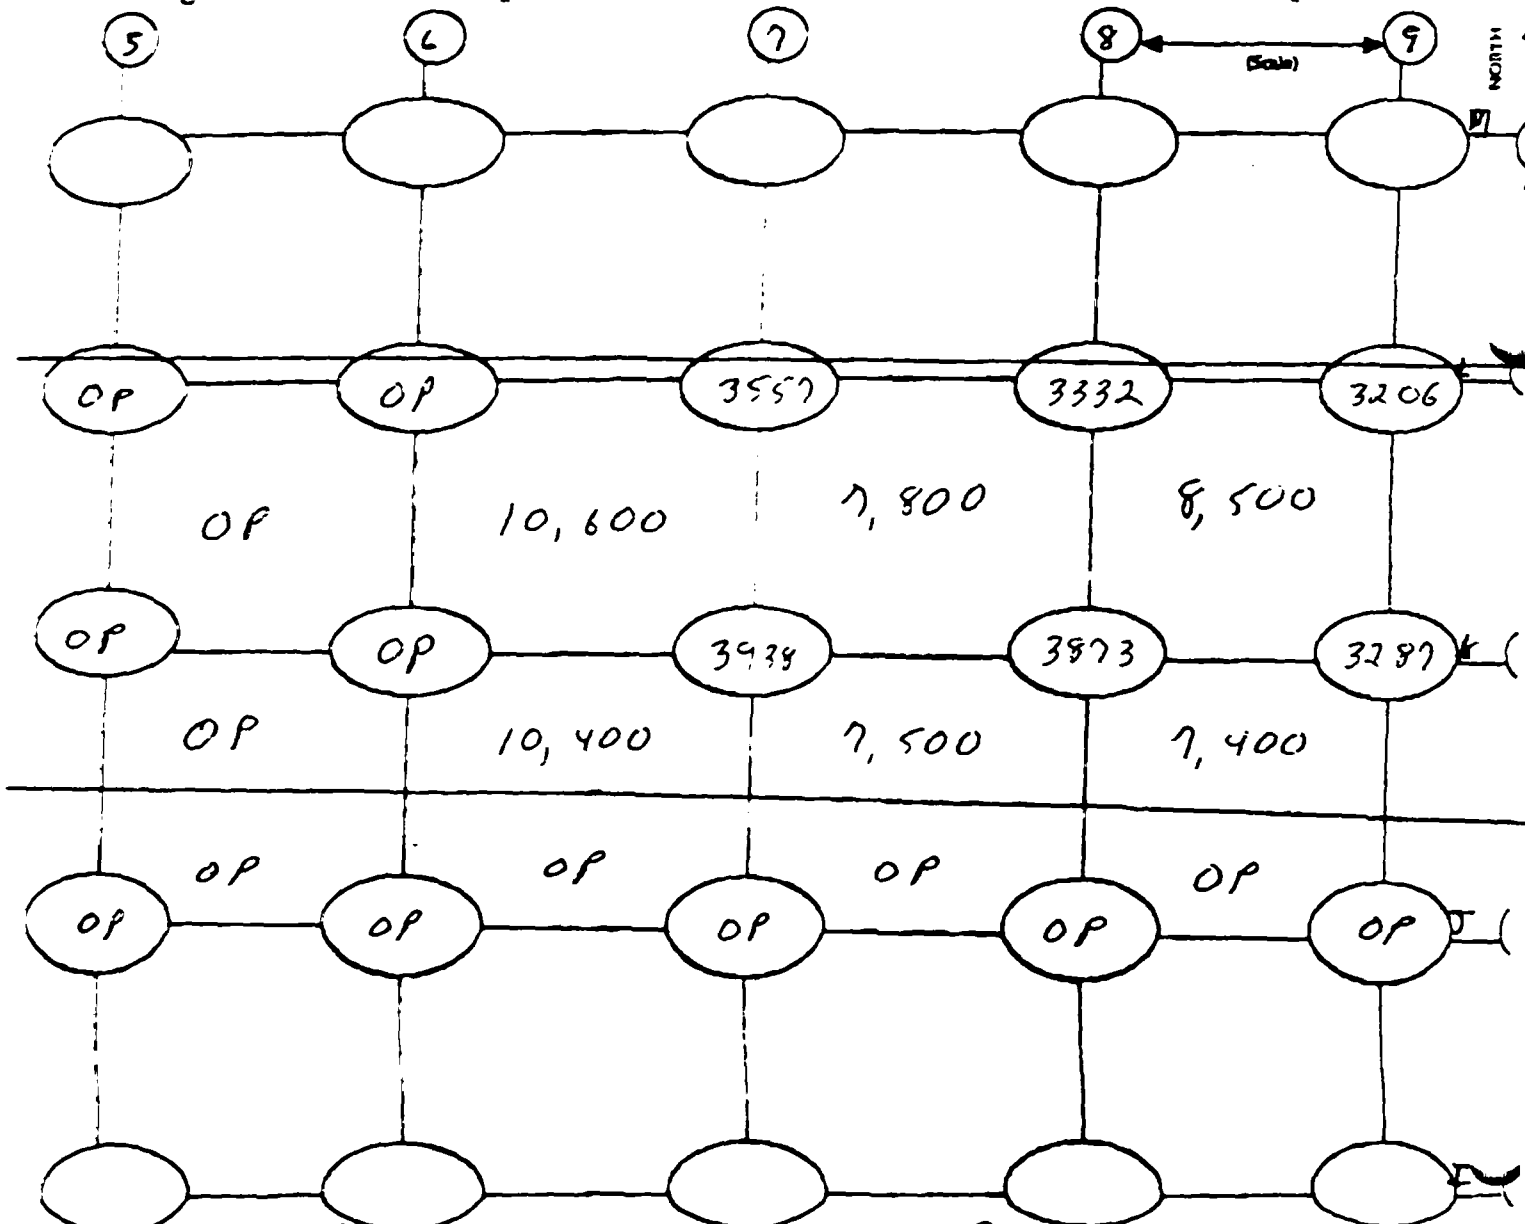 5 6 7 8 9
(Scale)
NORTH
OP OP 3557 3332 3206
OP 10,600 7,800 8,500
OP OP 3938 3873 3287
OP 10,400 7,500 7,400
OP OP OP OP
OP OP OP OP OP